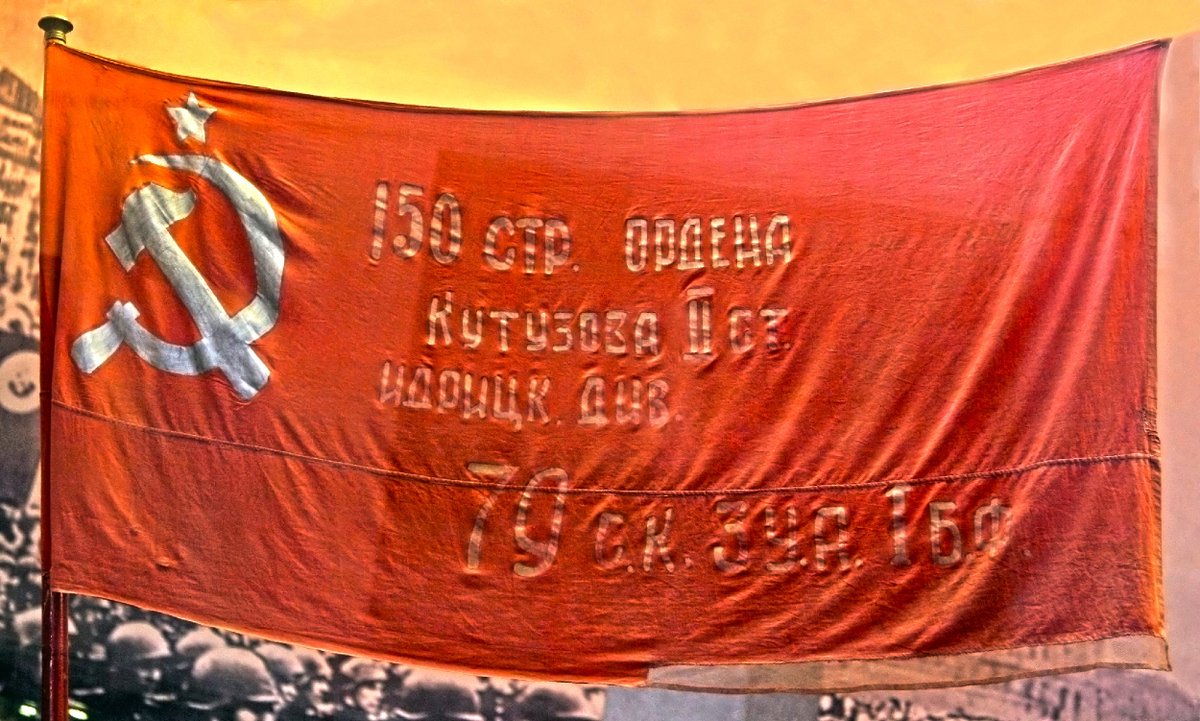 150 стр. ордена
Кутузова II ст.
идрицк. див.
79 с.к. 3 у.а. 1 б.ф.